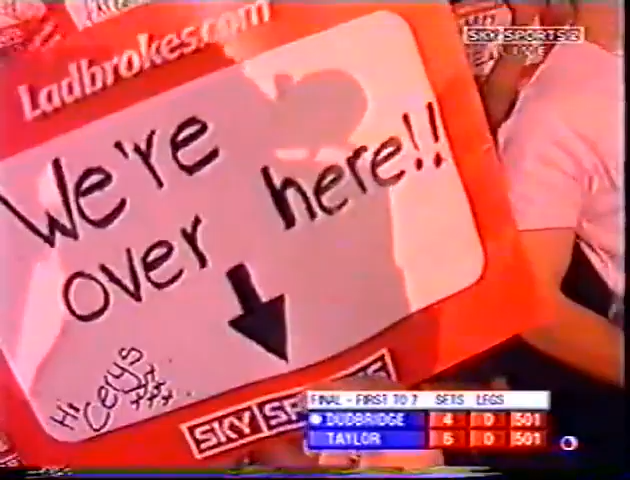 Ladbrokes.com
SKY SPORTS 2
LIVE
We're
over here!!
Hi
Cerys
SKY SPORTS
FINAL - FIRST TO 7 SETS LEGS
DUDBRIDGE 4 0 501
TAYLOR 6 0 501